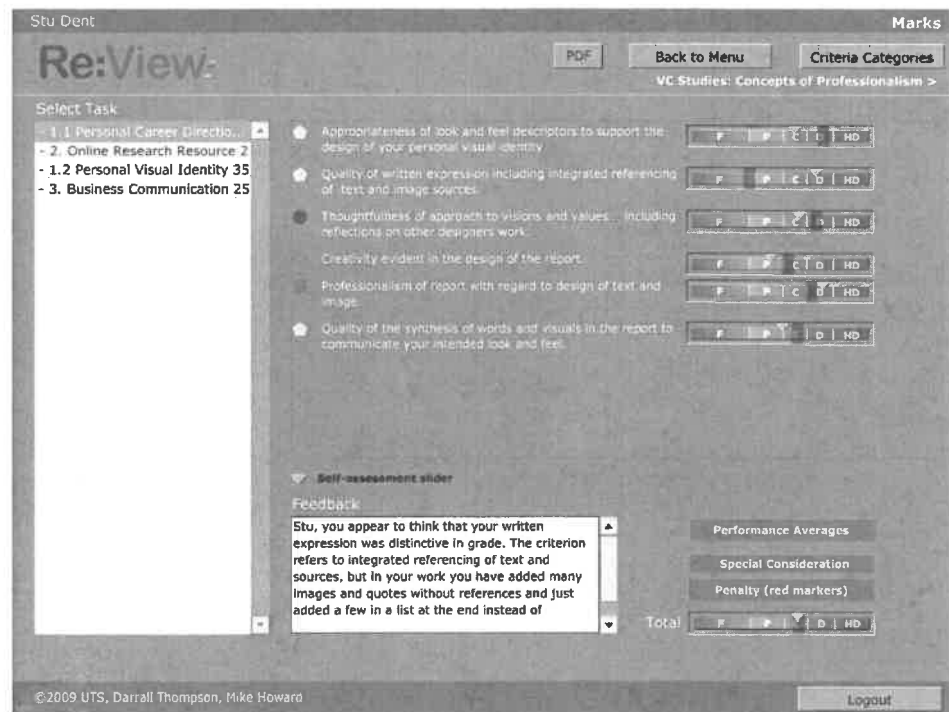 Stu Dent
Marks
Re:View
PDF
Back to Menu
Criteria Categories
VC Studies: Concepts of Professionalism >
Select Task
- 1.1 Personal Career Directio...
- 2. Online Research Resource 2
- 1.2 Personal Visual Identity 35
- 3. Business Communication 25
Appropriateness of look and feel descriptors to support the
design of your personal visual identity
F P C D HD
Quality of written expression including integrated referencing
of text and image sources.
F P C D HD
Thoughtfulness of approach to visions and values... including
reflections on other designers work.
F P C D HD
Creativity evident in the design of the report.
F P C D HD
Professionalism of report with regard to design of text and
image.
F P C D HD
Quality of the synthesis of words and visuals in the report to
communicate your intended look and feel.
F P D HD
Self-assessment slider
Feedback
Stu, you appear to think that your written
expression was distinctive in grade. The criterion
refers to integrated referencing of text and
sources, but in your work you have added many
images and quotes without references and just
added a few in a list at the end instead of
Performance Averages
Special Consideration
Penalty (red markers)
Total
F P D HD
©2009 UTS, Darrall Thompson, Mike Howard
Logout